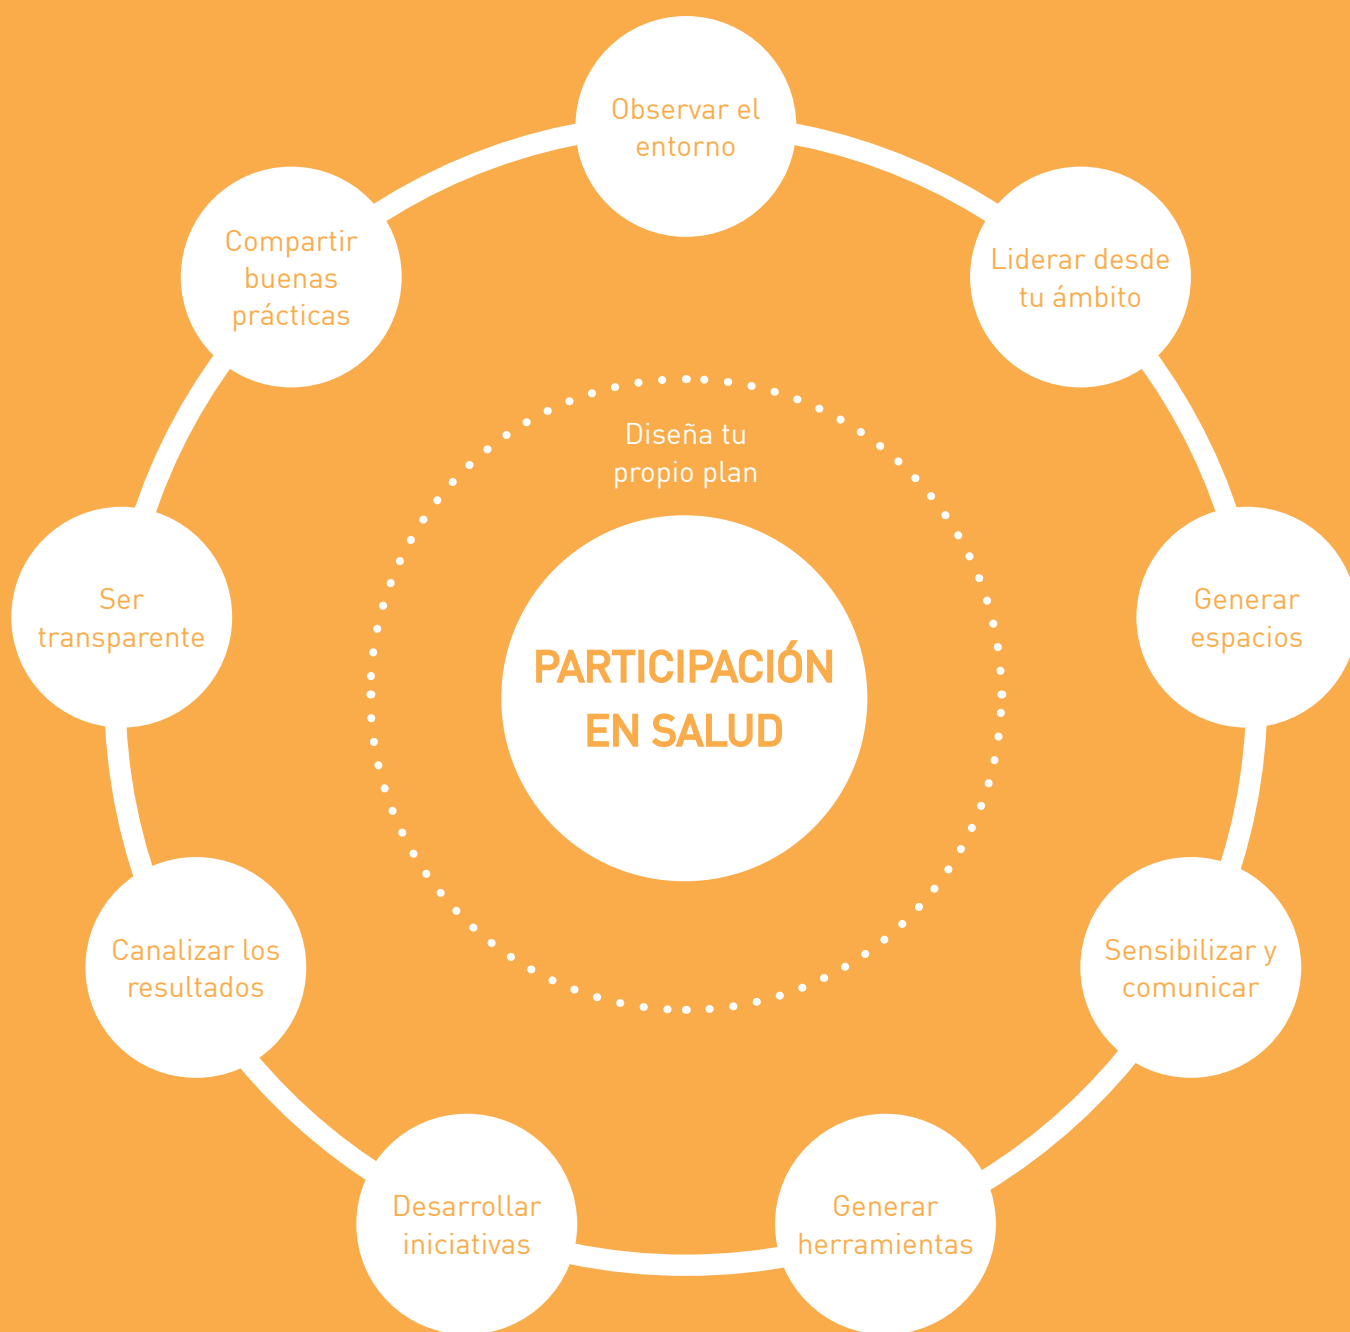 Observar el
entorno
Liderar desde
tu ámbito
Generar
espacios
Sensibilizar y
comunicar
Generar
herramientas
Desarrollar
iniciativas
Canalizar los
resultados
Ser
transparente
Compartir
buenas
prácticas
Diseña tu
propio plan
PARTICIPACIÓN
EN SALUD